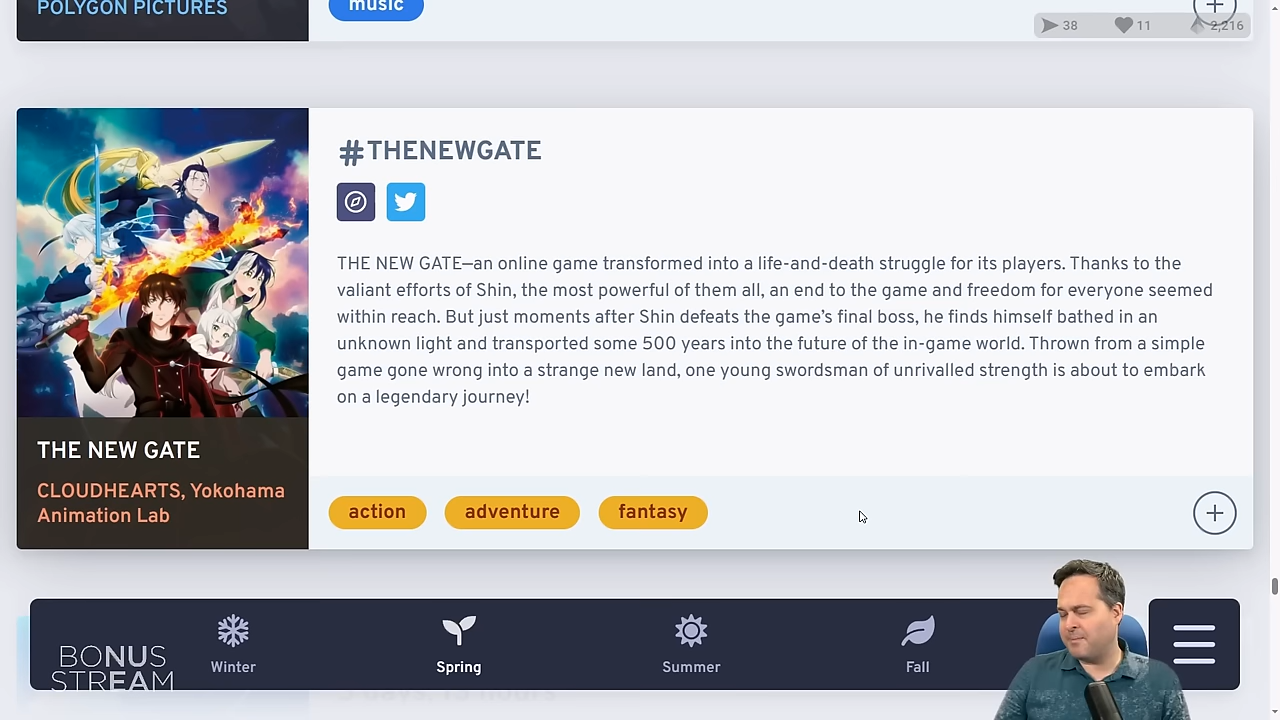 POLYGON PICTURES
music
38 11 2,216
#THENEWGATE
THE NEW GATE—an online game transformed into a life-and-death struggle for its players. Thanks to the
valiant efforts of Shin, the most powerful of them all, an end to the game and freedom for everyone seemed
within reach. But just moments after Shin defeats the game’s final boss, he finds himself bathed in an
unknown light and transported some 500 years into the future of the in-game world. Thrown from a simple
game gone wrong into a strange new land, one young swordsman of unrivalled strength is about to embark
on a legendary journey!
THE NEW GATE
CLOUDHEARTS, Yokohama
Animation Lab
action adventure fantasy
BONUS
STREAM
Winter Spring Summer Fall